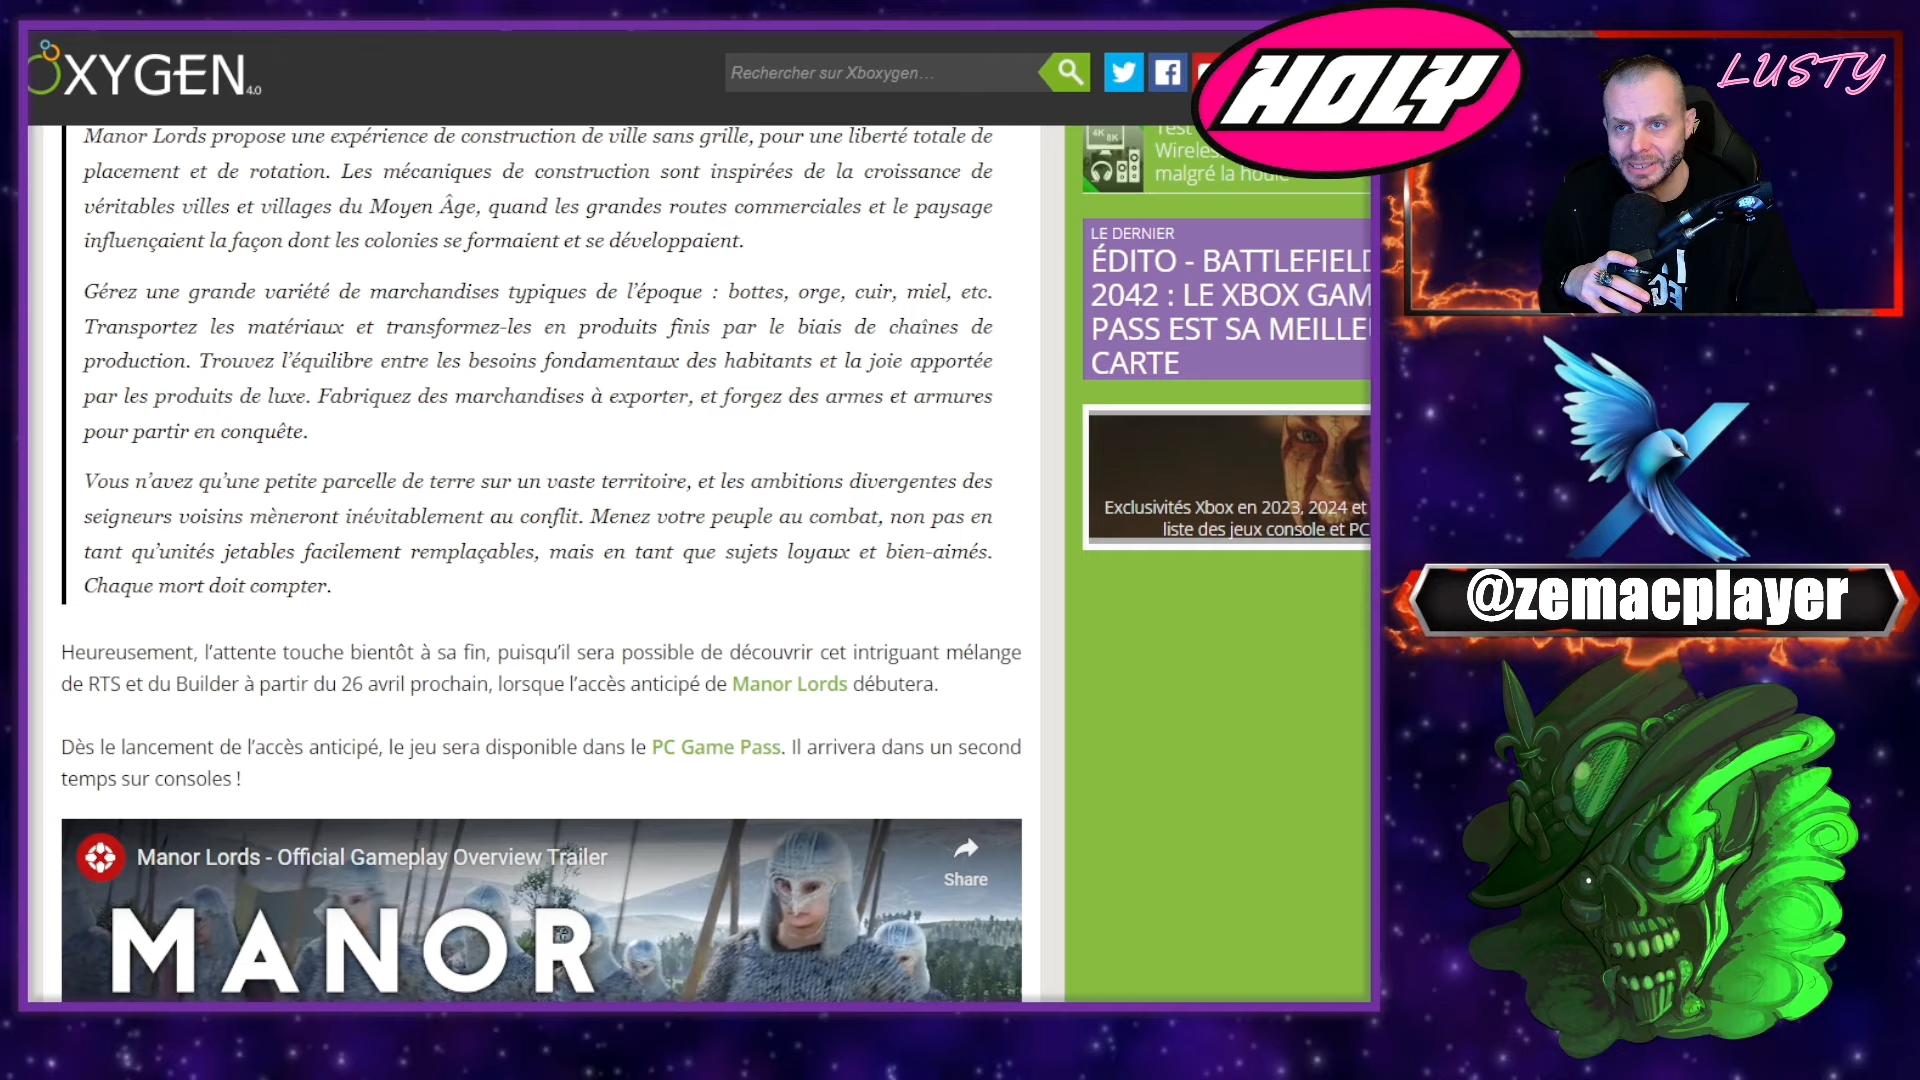 XYGEN 4.0
Rechercher sur Xboxygen...
HOLY
LUSTY
Manor Lords propose une expérience de construction de ville sans grille, pour une liberté totale de
placement et de rotation. Les mécaniques de construction sont inspirées de la croissance de
véritables villes et villages du Moyen Âge, quand les grandes routes commerciales et le paysage
influençaient la façon dont les colonies se formaient et se développaient.
Gérez une grande variété de marchandises typiques de l'époque : bottes, orge, cuir, miel, etc.
Transportez les matériaux et transformez-les en produits finis par le biais de chaînes de
production. Trouvez l'équilibre entre les besoins fondamentaux des habitants et la joie apportée
par les produits de luxe. Fabriquez des marchandises à exporter, et forgez des armes et armures
pour partir en conquête.
Vous n'avez qu'une petite parcelle de terre sur un vaste territoire, et les ambitions divergentes des
seigneurs voisins mèneront inévitablement au conflit. Menez votre peuple au combat, non pas en
tant qu'unités jetables facilement remplaçables, mais en tant que sujets loyaux et bien-aimés.
Chaque mort doit compter.
Heureusement, l'attente touche bientôt à sa fin, puisqu'il sera possible de découvrir cet intriguant mélange
de RTS et du Builder à partir du 26 avril prochain, lorsque l'accès anticipé de Manor Lords débutera.
Dès le lancement de l'accès anticipé, le jeu sera disponible dans le PC Game Pass. Il arrivera dans un second
temps sur consoles !
Manor Lords - Official Gameplay Overview Trailer
Share
MANOR
4K 8K
Test
Wireless
malgré la houle
LE DERNIER
ÉDITO - BATTLEFIELD
2042 : LE XBOX GAM
PASS EST SA MEILLE
CARTE
Exclusivités Xbox en 2023, 2024 et
liste des jeux console et PC
@zemacplayer